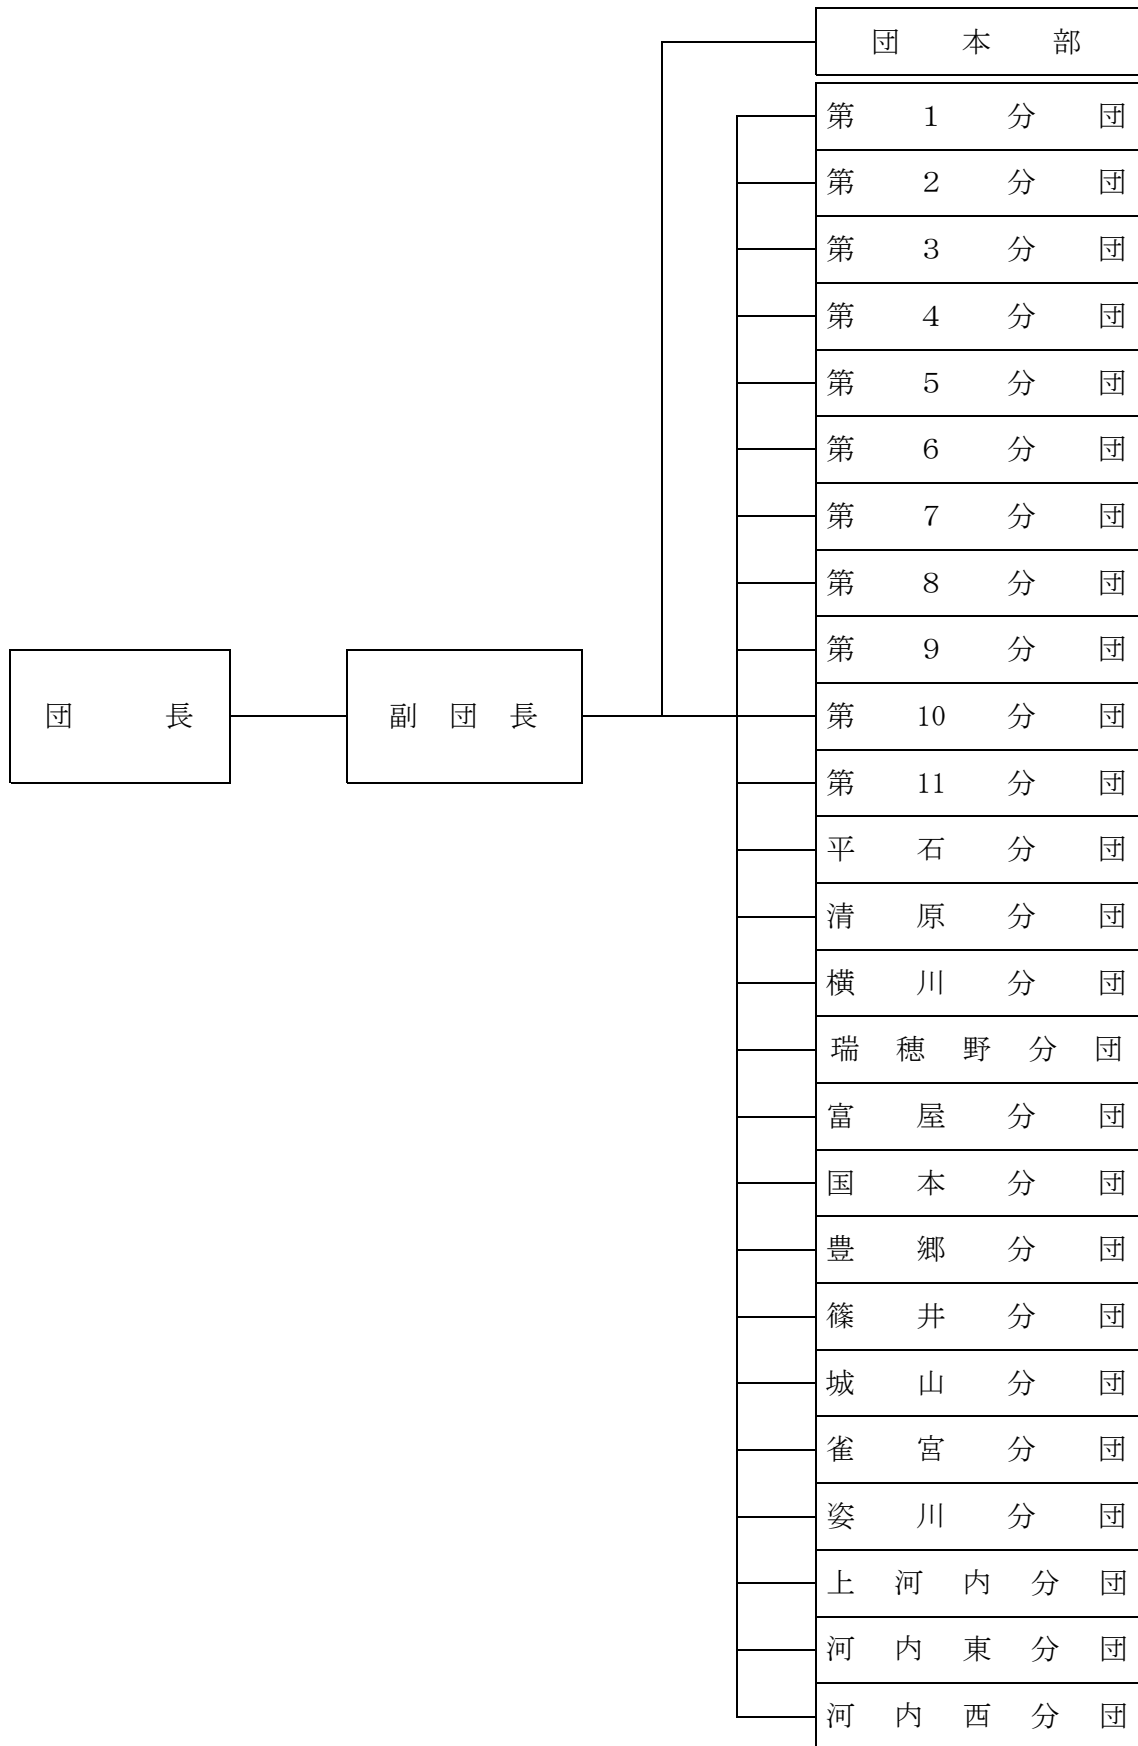 団本部
第1分団
第2分団
第3分団
第4分団
第5分団
第6分団
第7分団
第8分団
第9分団
団長
副団長
第10分団
第11分団
平石分団
清原分団
横川分団
瑞穂野分団
富屋分団
国本分団
豊郷分団
篠井分団
城山分団
雀宮分団
姿川分団
上河内分団
河内東分団
河内西分団